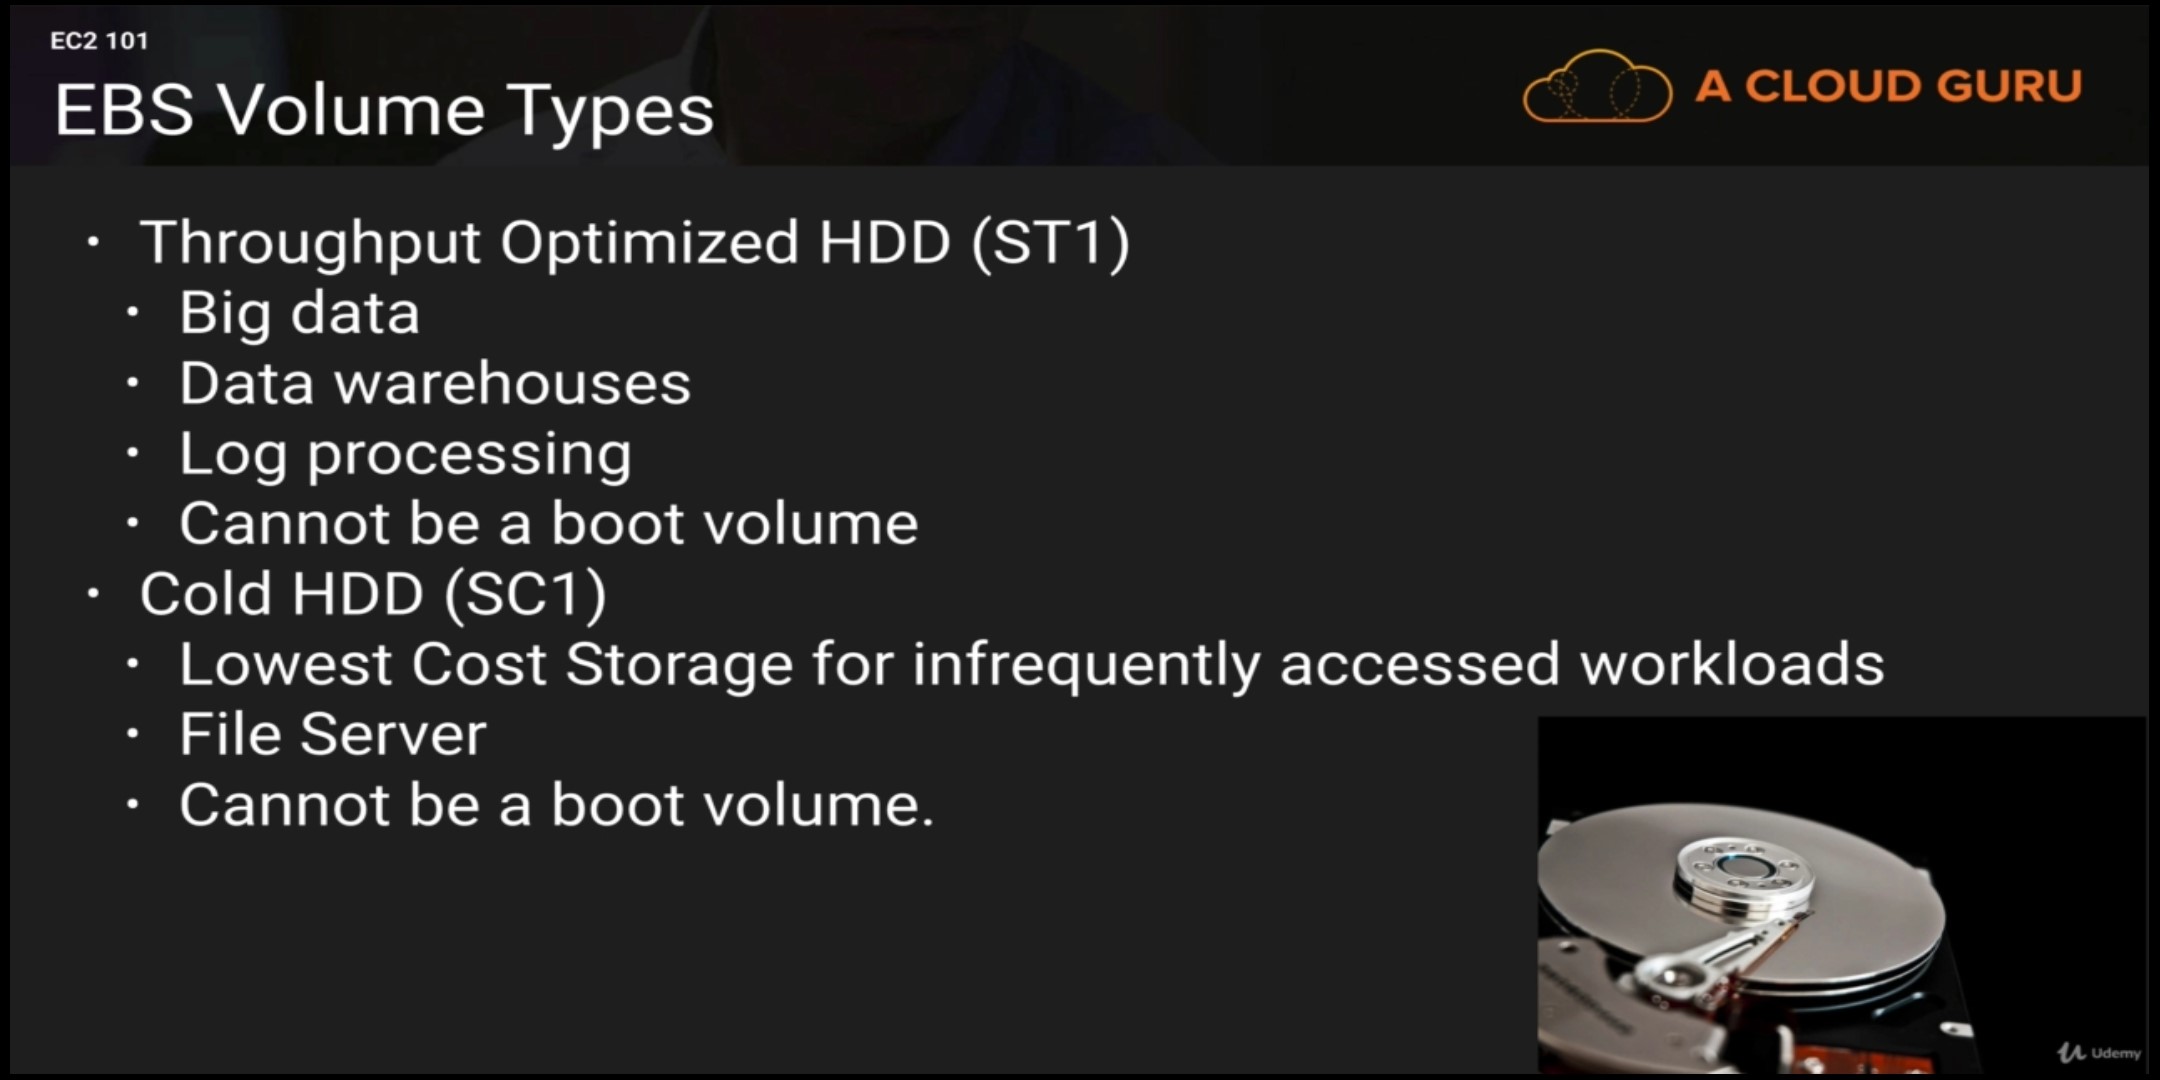 EC2 101
EBS Volume Types
A CLOUD GURU
• Throughput Optimized HDD (ST1)
• Big data
• Data warehouses
• Log processing
• Cannot be a boot volume
• Cold HDD (SC1)
• Lowest Cost Storage for infrequently accessed workloads
• File Server
• Cannot be a boot volume.
Udemy